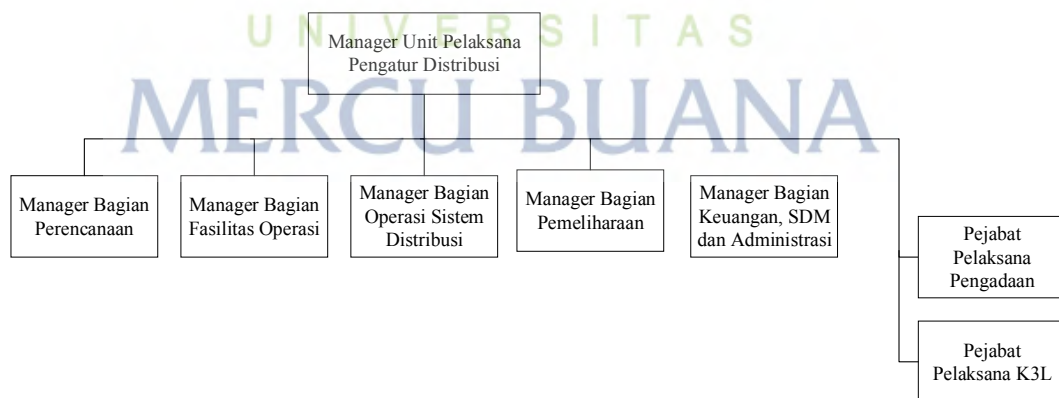 UNIVERSITAS
MERCU BUANA
Manager Unit Pelaksana
Pengatur Distribusi
Manager Bagian
Perencanaan
Manager Bagian
Fasilitas Operasi
Manager Bagian
Operasi Sistem
Distribusi
Manager Bagian
Pemeliharaan
Manager Bagian
Keuangan, SDM
dan Administrasi
Pejabat
Pelaksana
Pengadaan
Pejabat
Pelaksana K3L